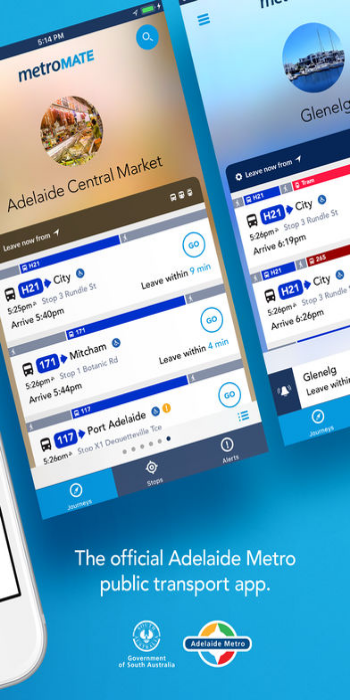 5:14 PM
metroMATE
Adelaide Central Market
Leave now from
H21
H21 City
5:25pm Stop 3 Rundle St
Arrive 5:40pm
GO
Leave within 9 min
171
171 Mitcham
5:26pm Stop 1 Botanic Rd
Arrive 5:44pm
GO
Leave within 4 min
117
117 Port Adelaide
5:26pm Stop X1 Dequetteville Tce
GO
Journeys
Stops
Alerts
Glenelg
Leave now from
H21 Tram
H21 City
5:26pm Stop 3 Rundle St
Arrive 6:19pm
H21 265
H21 City
5:26pm Stop 3 Rundle
Arrive 6:26pm
Glenelg
Leave within
Journeys
The official Adelaide Metro
public transport app.
Government
of South Australia
Adelaide Metro